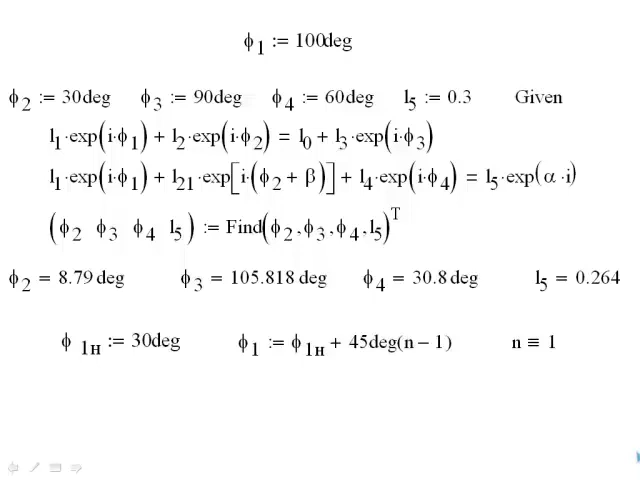 ϕ₁ := 100deg
ϕ₂ := 30deg ϕ₃ := 90deg ϕ₄ := 60deg l₅ := 0.3 Given
l₁·exp(i·ϕ₁) + l₂·exp(i·ϕ₂) = l₀ + l₃·exp(i·ϕ₃)
l₁·exp(i·ϕ₁) + l₂₁·exp[i·(ϕ₂ + β)] + l₄·exp(i·ϕ₄) = l₅·exp(α·i)
(ϕ₂ ϕ₃ ϕ₄ l₅) := Find(ϕ₂,ϕ₃,ϕ₄,l₅)ᵀ
ϕ₂ = 8.79 deg ϕ₃ = 105.818 deg ϕ₄ = 30.8 deg l₅ = 0.264
ϕ₁н := 30deg ϕ₁ := ϕ₁н + 45deg(n − 1) n ≡ 1